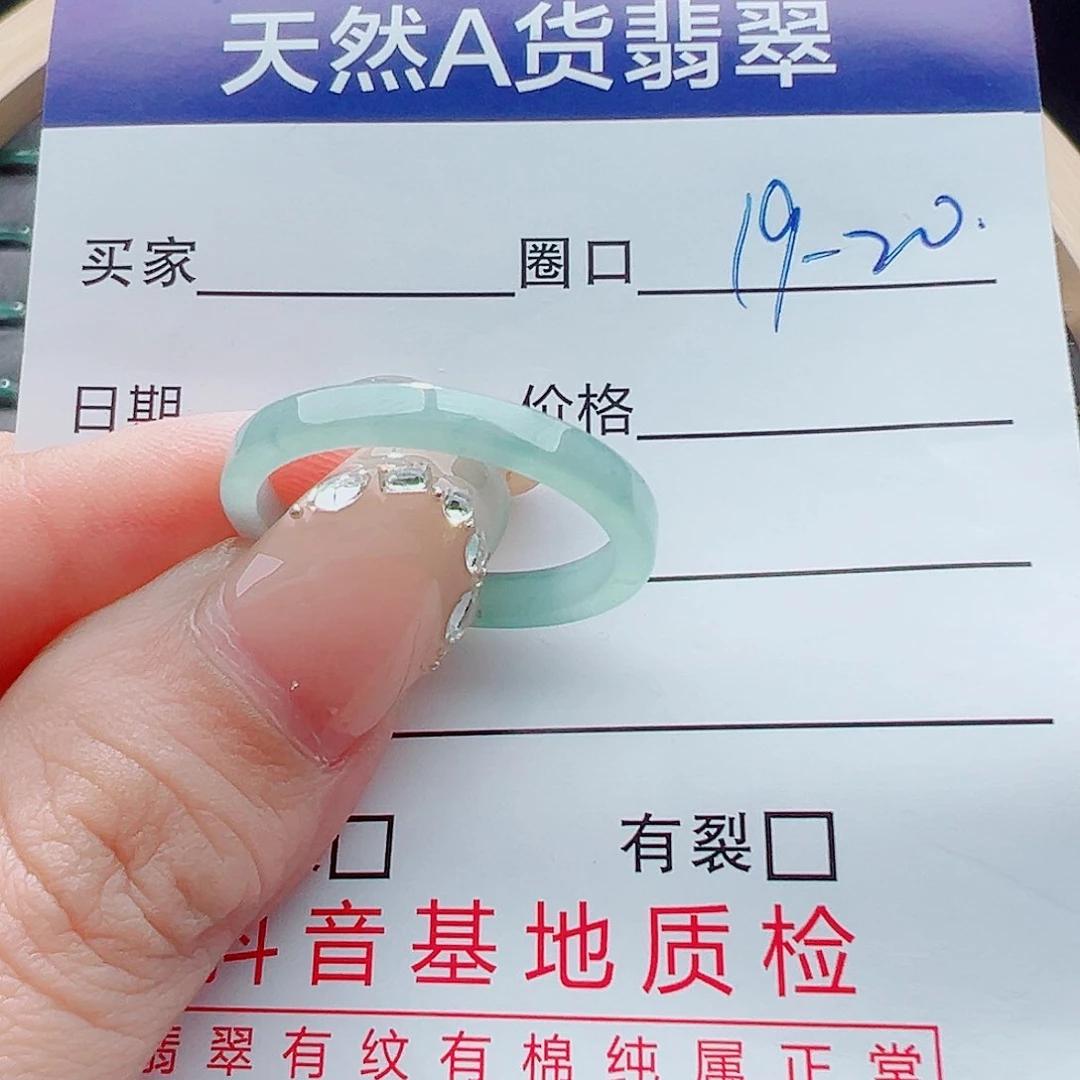 天然A货翡翠
买家 圈口 19-20.
日期 价格
有裂
抖音基地质检
翡翠有纹有棉纯属正常